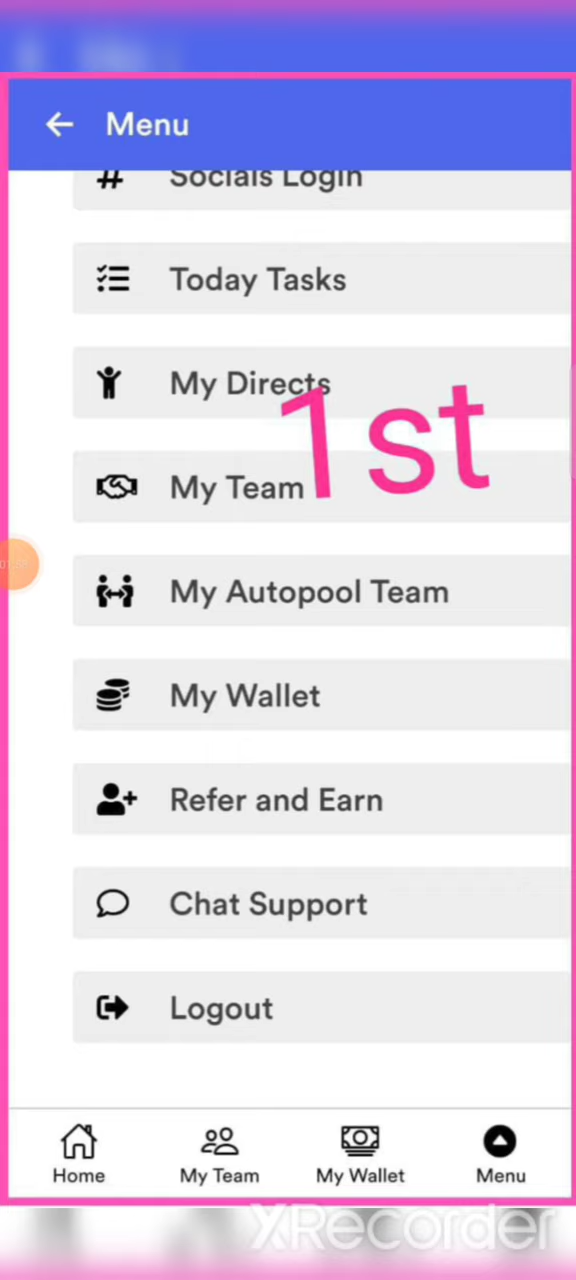 Menu
Socials Login
Today Tasks
My Directs
1st
My Team
My Autopool Team
My Wallet
Refer and Earn
Chat Support
Logout
Home
My Team
My Wallet
Menu
XRecorder